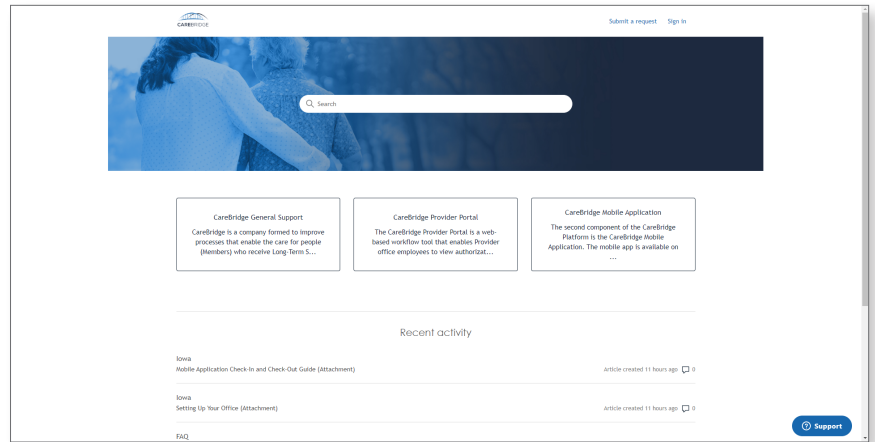 CAREBRIDGE
Submit a request Sign in
Search
CareBridge General Support
CareBridge is a company formed to improve
processes that enable the care for people
(Members) who receive Long-Term S...
CareBridge Provider Portal
The CareBridge Provider Portal is a web-
based workflow tool that enables Provider
office employees to view authorizat...
CareBridge Mobile Application
The second component of the CareBridge
Platform is the CareBridge Mobile
Application. The mobile app is available on
...
Recent activity
Iowa
Mobile Application Check-In and Check-Out Guide (Attachment) Article created 11 hours ago 0
Iowa
Setting Up Your Office (Attachment) Article created 11 hours ago 0
FAQ
Support